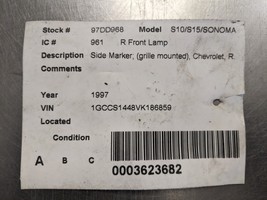 Stock # 97DD968 Model S10/S15/SONOMA
IC # 961 R Front Lamp
Description Side Marker; (grille mounted), Chevrolet, R.
Comments
Year 1997
VIN 1GCCS1448VK186859
Located
Condition
A B C
0003623682